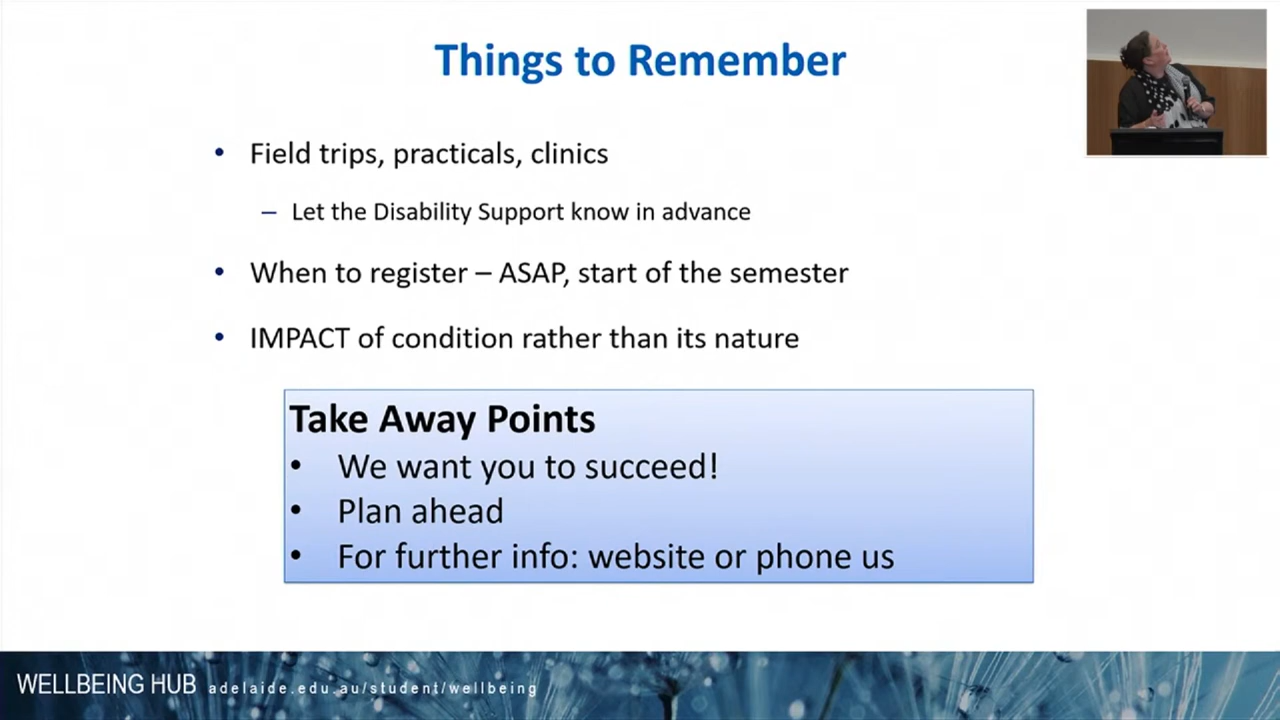 Things to Remember
• Field trips, practicals, clinics
– Let the Disability Support know in advance
• When to register – ASAP, start of the semester
• IMPACT of condition rather than its nature
Take Away Points
• We want you to succeed!
• Plan ahead
• For further info: website or phone us
WELLBEING HUB adelaide.edu.au/student/wellbeing